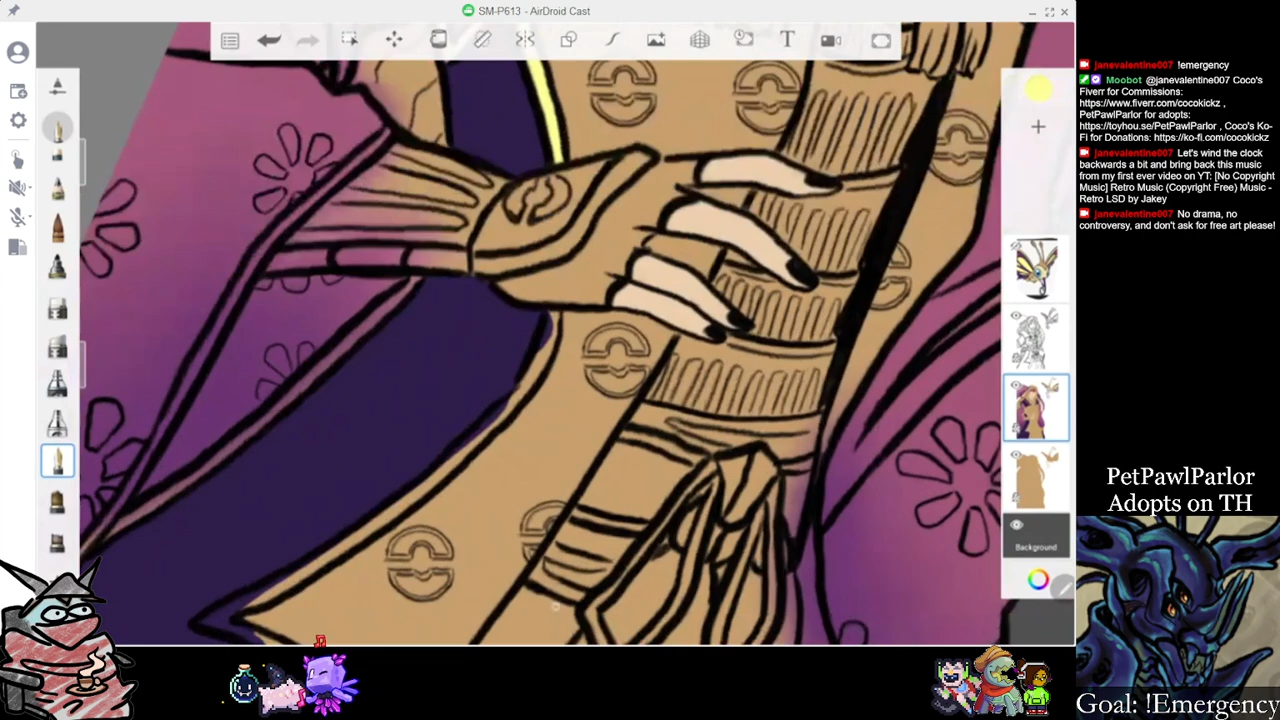 SM-P613 - AirDroid Cast
T
janevalentine007 !emergency
Moobot @janevalentine007 Coco's
Fiverr for Commissions:
https://www.fiverr.com/cocokickz ,
PetPawlParlor for adopts:
https://toyhou.se/PetPawlParlor , Coco's Ko-
Fi for Donations: https://ko-fi.com/cocokickz
janevalentine007 Let's wind the clock
backwards a bit and bring back this music
from my first ever video on YT: [No Copyright
Music] Retro Music (Copyright Free) Music -
Retro LSD by Jakey
janevalentine007 No drama, no
controversy, and don't ask for free art please!
Background
PetPawlParlor
Adopts on TH
Goal: !Emergency